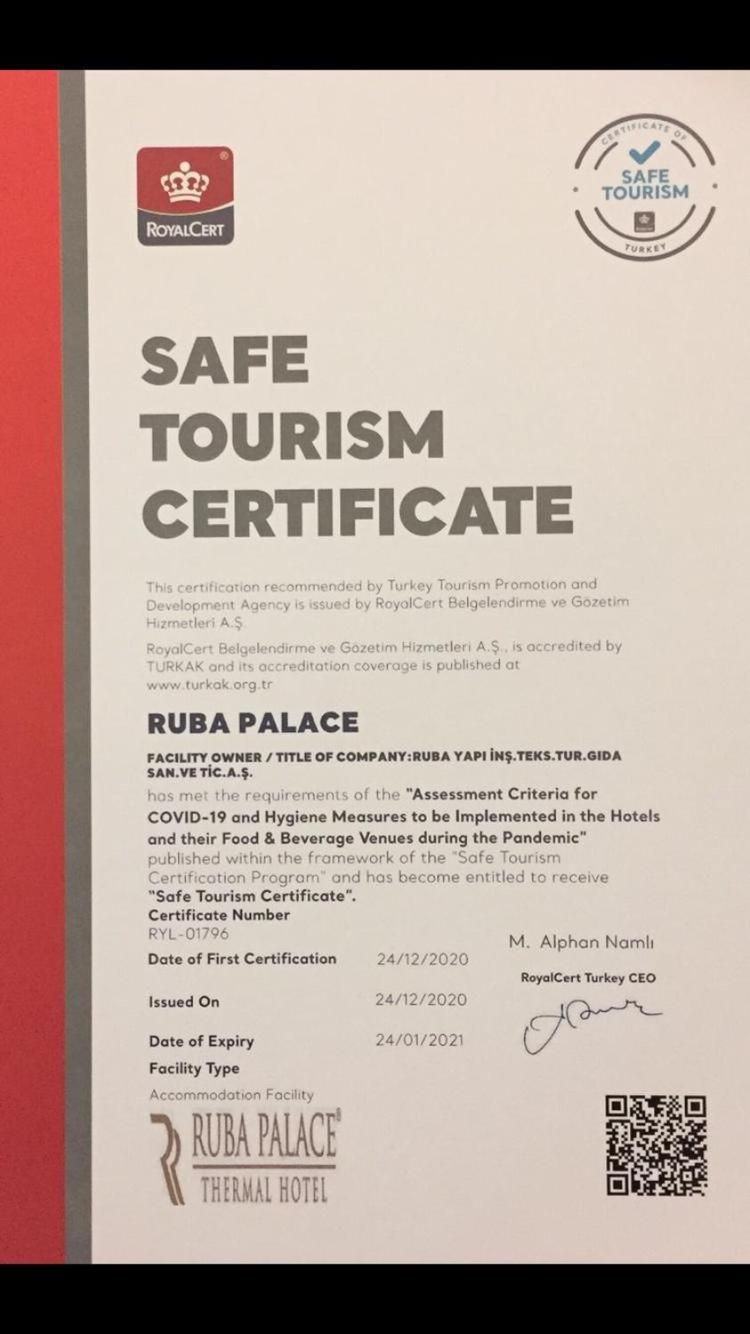 ROYALCERT
®
CERTIFICATE OF
SAFE
TOURISM
TURKEY
SAFE
TOURISM
CERTIFICATE
This certification recommended by Turkey Tourism Promotion and
Development Agency is issued by RoyalCert Belgelendirme ve Gözetim
Hizmetleri A.Ş.
RoyalCert Belgelendirme ve Gözetim Hizmetleri A.Ş., is accredited by
TURKAK and its accreditation coverage is published at
www.turkak.org.tr
RUBA PALACE
FACILITY OWNER / TITLE OF COMPANY:RUBA YAPI İNŞ.TEKS.TUR.GIDA
SAN.VE TİC.A.Ş.
has met the requirements of the "Assessment Criteria for
COVID-19 and Hygiene Measures to be Implemented in the Hotels
and their Food & Beverage Venues during the Pandemic"
published within the framework of the "Safe Tourism
Certification Program" and has become entitled to receive
"Safe Tourism Certificate".
Certificate Number
RYL-01796
M. Alphan Namlı
Date of First Certification 24/12/2020
RoyalCert Turkey CEO
Issued On 24/12/2020
Date of Expiry 24/01/2021
Facility Type
Accommodation Facility
RUBA PALACE®
THERMAL HOTEL